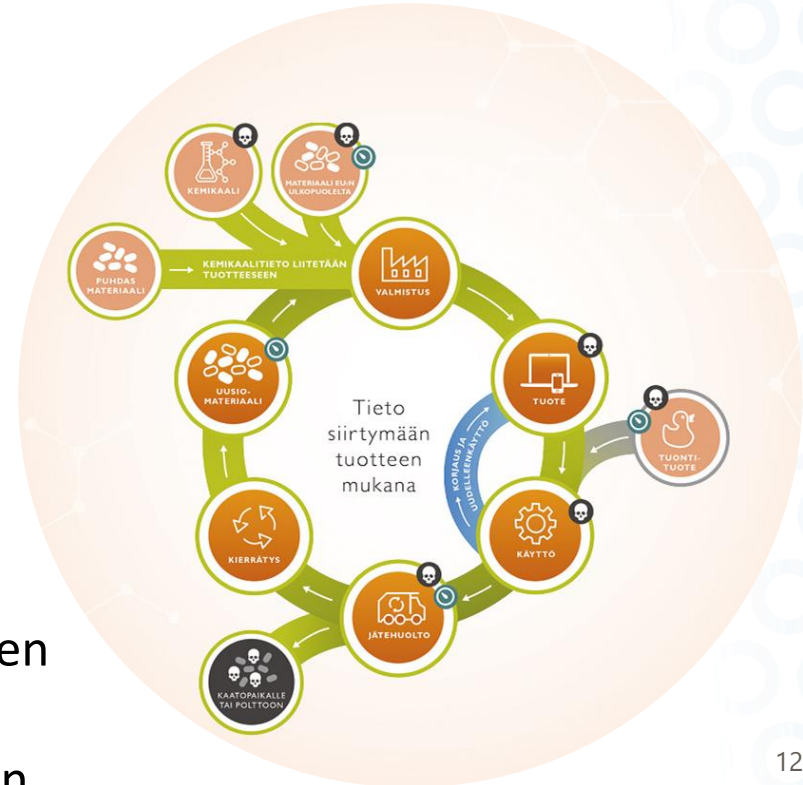 KEMIKAALI
MATERIAALI EU:N
ULKOPUOLELTA
PUHDAS
MATERIAALI
KEMIKAALITIETO LIITETÄÄN
TUOTTEESEEN
VALMISTUS
UUSIO-
MATERIAALI
TUOTE
Tieto
siirtymään
tuotteen
mukana
KORJAUS JA
UUDELLEENKÄYTTÖ
TUONTI-
TUOTE
KIERRÄTYS
KÄYTTÖ
JÄTEHUOLTO
KAATOPAIKALLE
TAI POLTTOON
en
12